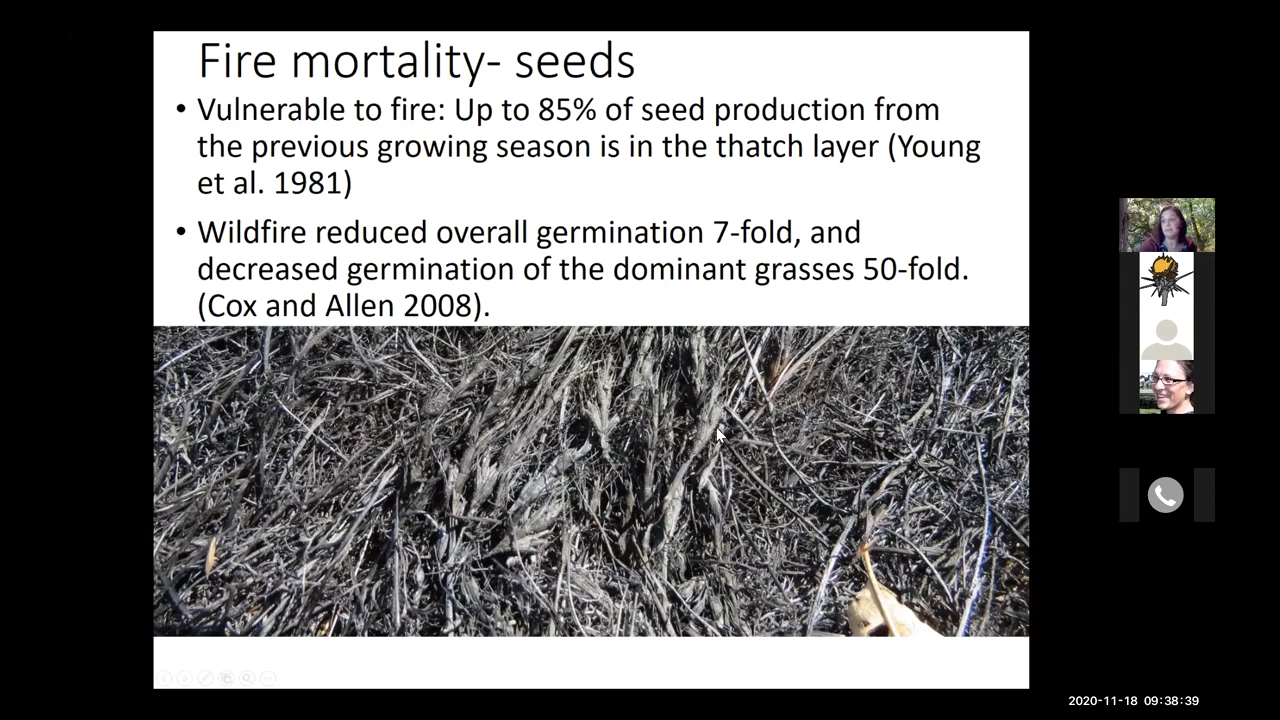 Fire mortality- seeds
• Vulnerable to fire: Up to 85% of seed production from
the previous growing season is in the thatch layer (Young
et al. 1981)
• Wildfire reduced overall germination 7-fold, and
decreased germination of the dominant grasses 50-fold.
(Cox and Allen 2008).
2020-11-18 09:38:39